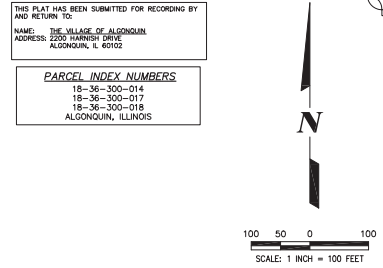 THIS PLAT HAS BEEN SUBMITTED FOR RECORDING BY
AND RETURN TO:
NAME: THE VILLAGE OF ALGONQUIN
ADDRESS: 2200 HARNISH DRIVE
ALGONQUIN, IL 60102
PARCEL INDEX NUMBERS
18-36-300-014
18-36-300-017
18-36-300-018
ALGONQUIN, ILLINOIS
N
100 50 0 100
SCALE: 1 INCH = 100 FEET